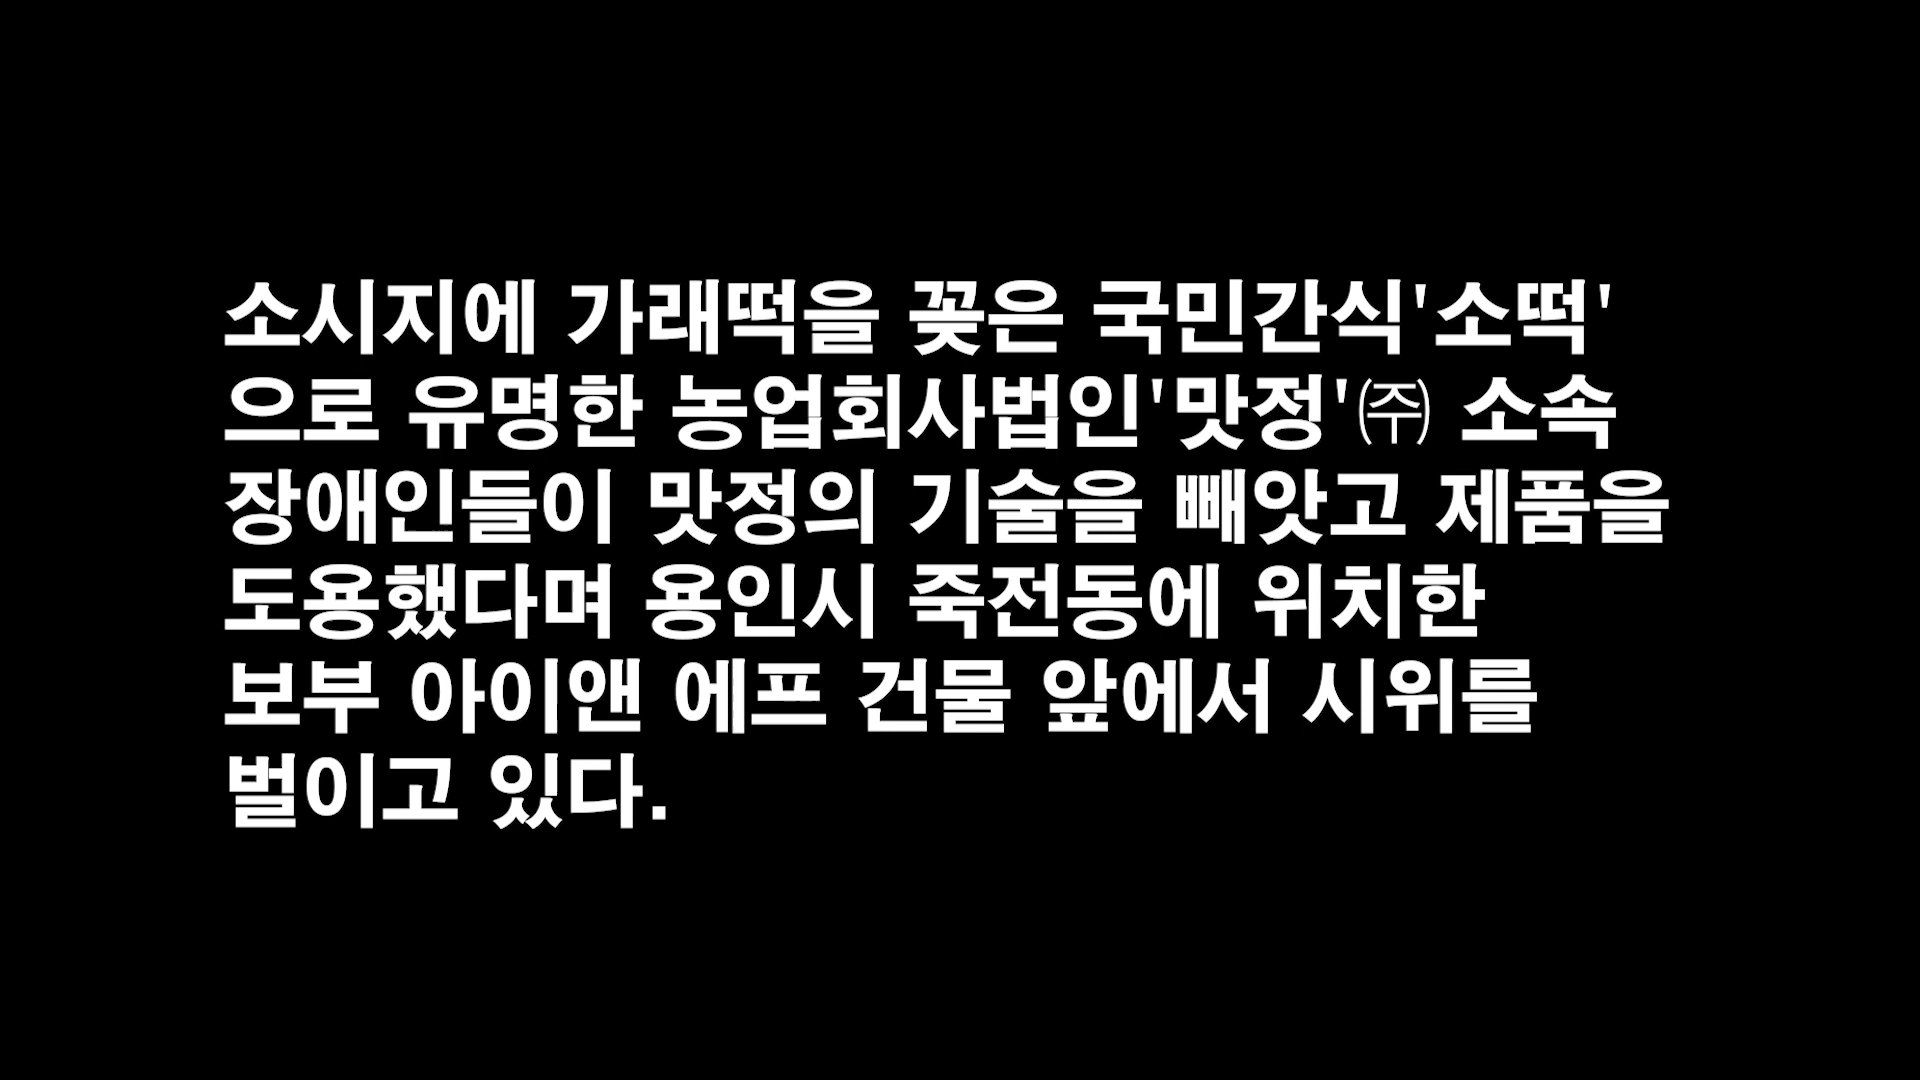 소시지에 가래떡을 꽂은 국민간식'소떡'
으로 유명한 농업회사법인'맛정'㈜ 소속
장애인들이 맛정의 기술을 빼앗고 제품을
도용했다며 용인시 죽전동에 위치한
보부 아이앤 에프 건물 앞에서 시위를
벌이고 있다.